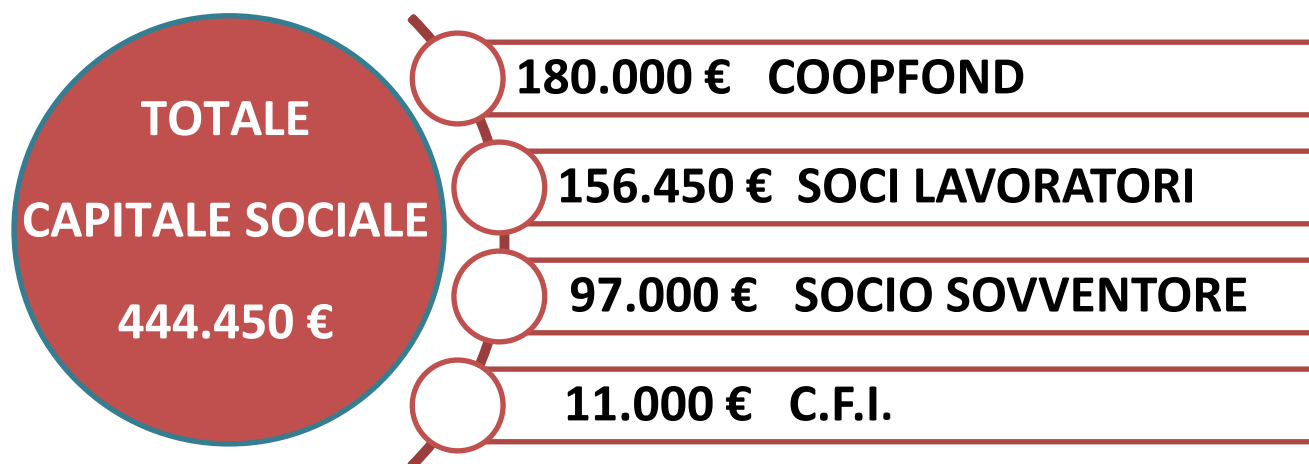 TOTALE
CAPITALE SOCIALE
444.450 €
180.000 € COOPFOND
156.450 € SOCI LAVORATORI
97.000 € SOCIO SOVVENTORE
11.000 € C.F.I.